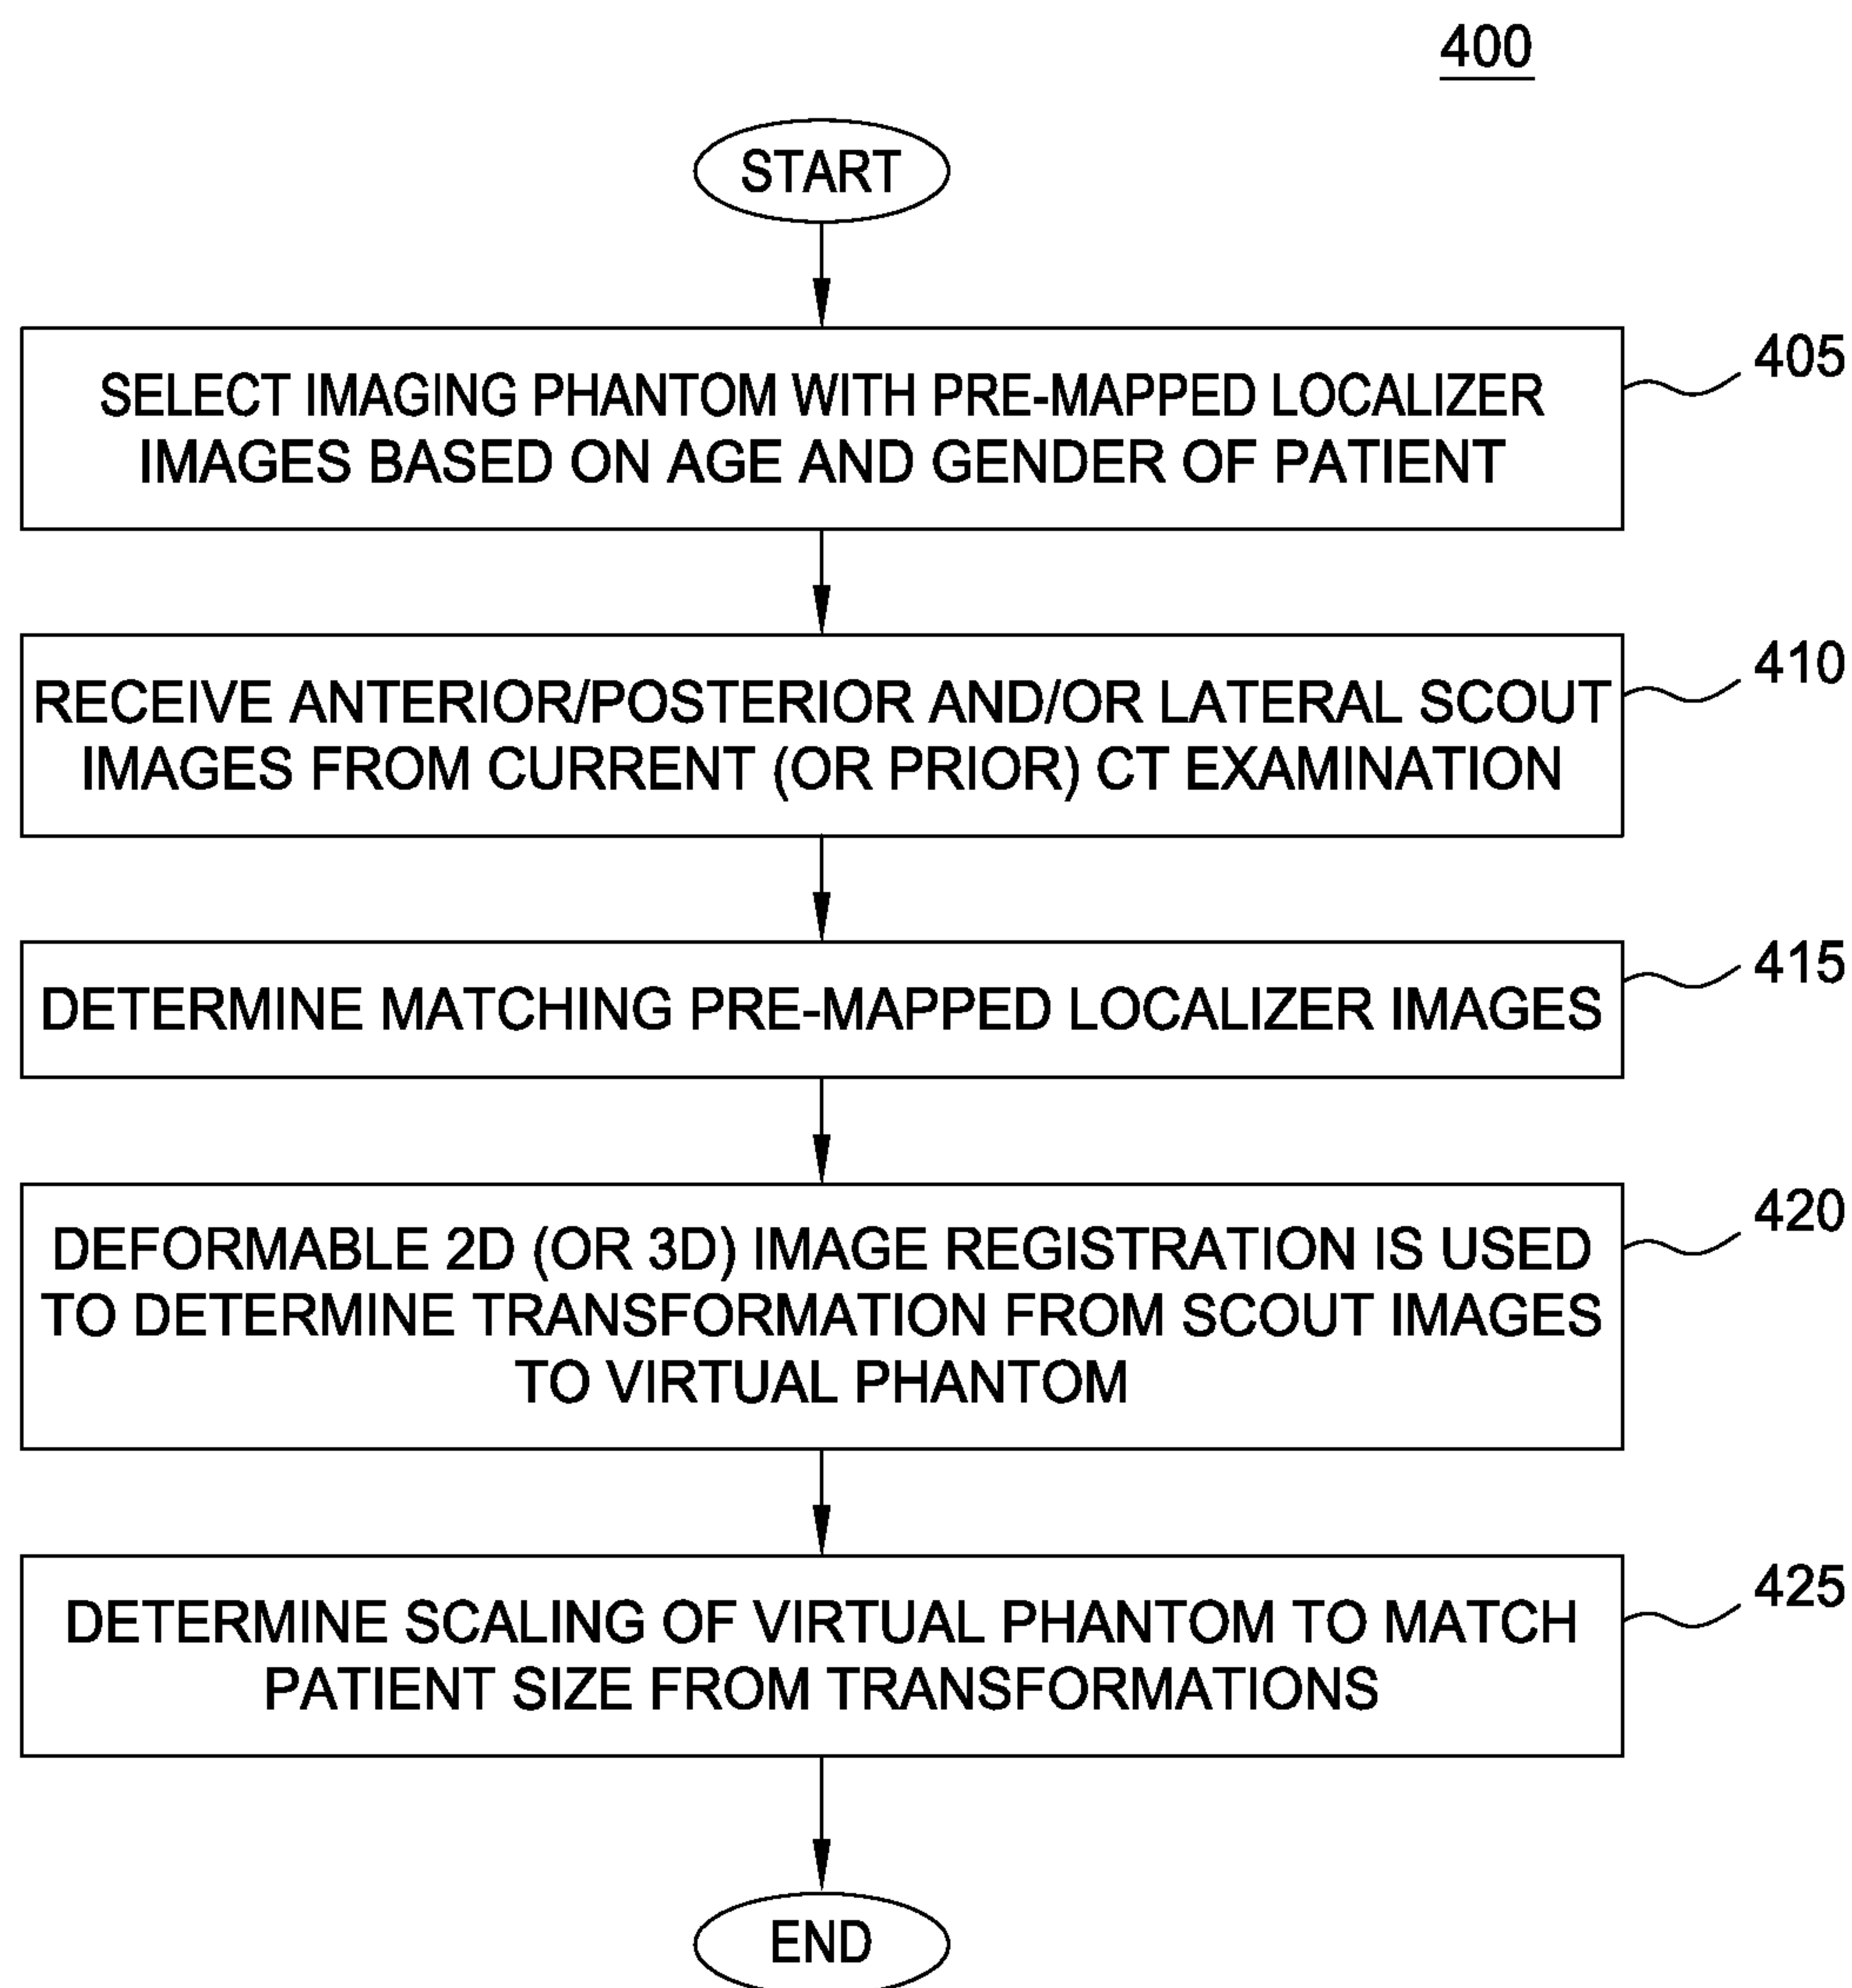 400
START
SELECT IMAGING PHANTOM WITH PRE-MAPPED LOCALIZER
IMAGES BASED ON AGE AND GENDER OF PATIENT
405
RECEIVE ANTERIOR/POSTERIOR AND/OR LATERAL SCOUT
IMAGES FROM CURRENT (OR PRIOR) CT EXAMINATION
410
DETERMINE MATCHING PRE-MAPPED LOCALIZER IMAGES
415
DEFORMABLE 2D (OR 3D) IMAGE REGISTRATION IS USED
TO DETERMINE TRANSFORMATION FROM SCOUT IMAGES
TO VIRTUAL PHANTOM
420
DETERMINE SCALING OF VIRTUAL PHANTOM TO MATCH
PATIENT SIZE FROM TRANSFORMATIONS
425
END